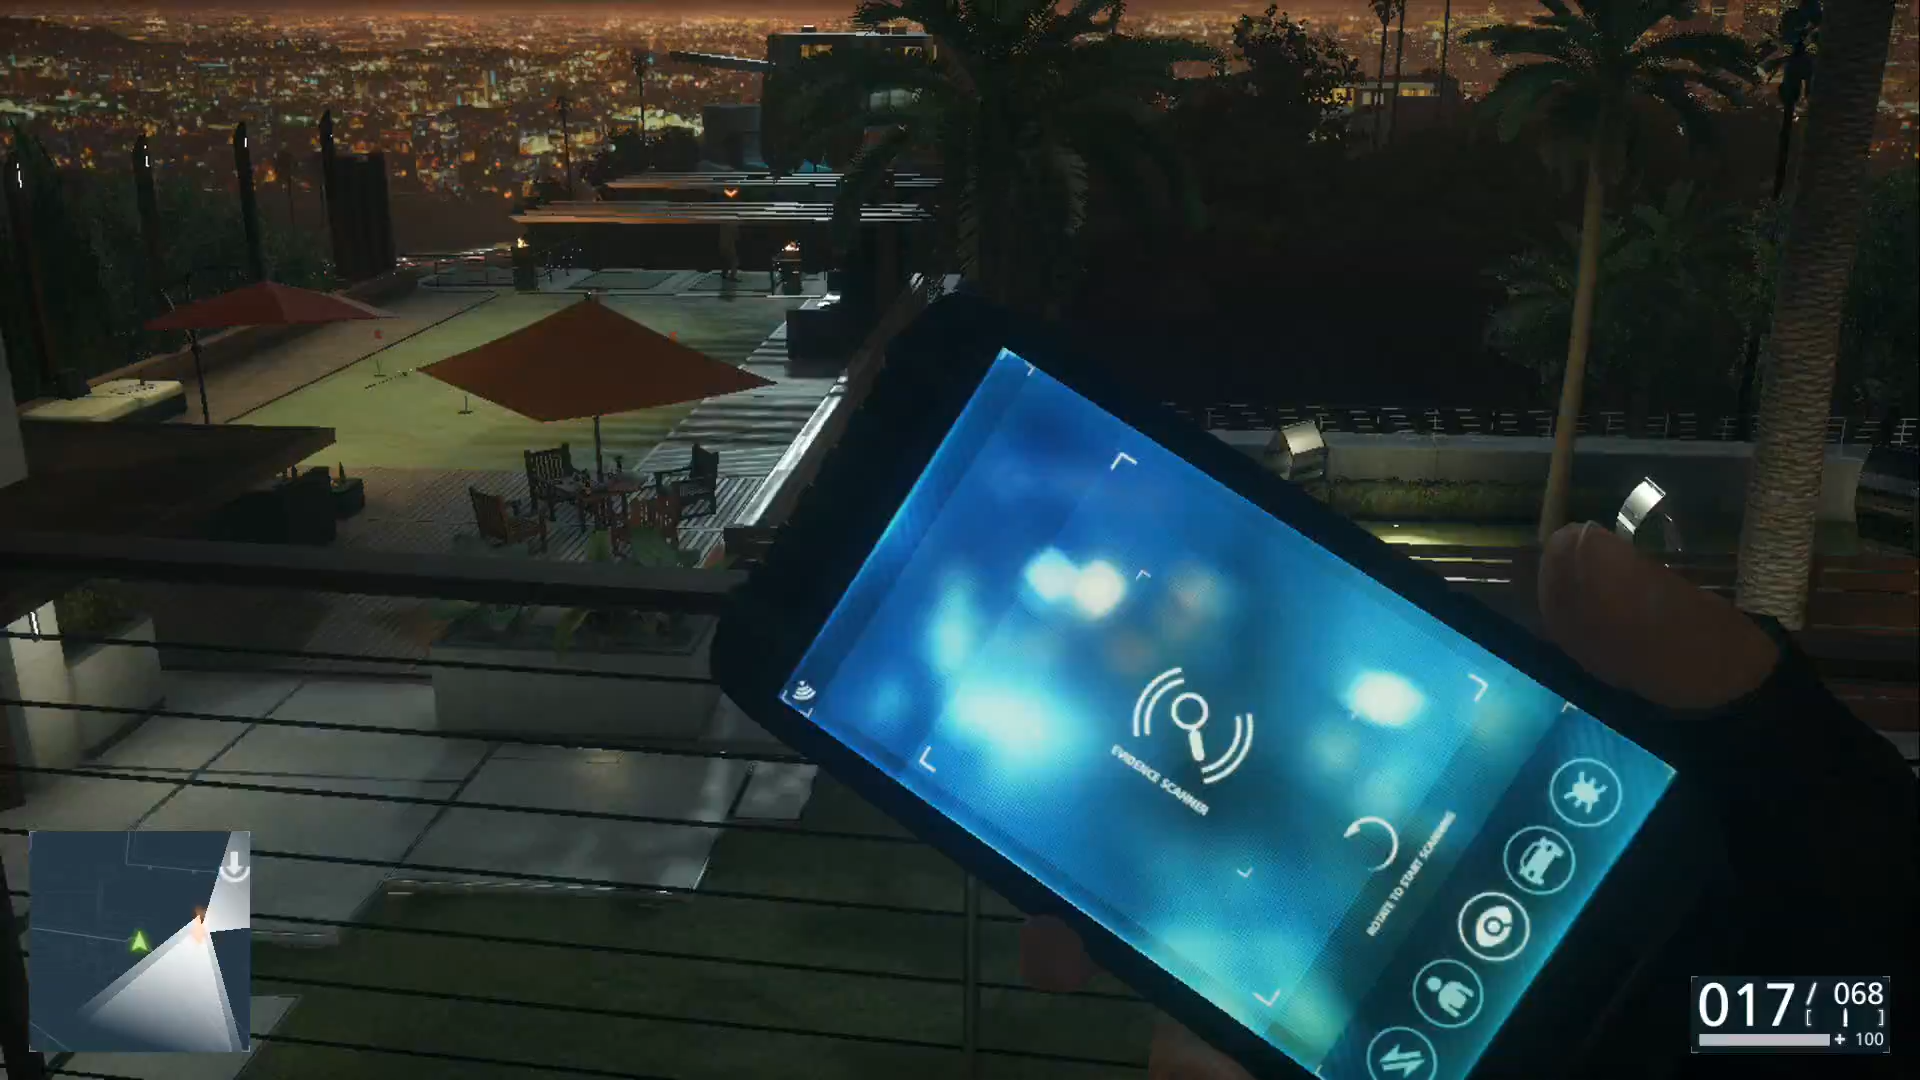 EVIDENCE SCANNER
ROTATE TO START SCANNING
017 / 068
[ | ]
+ 100